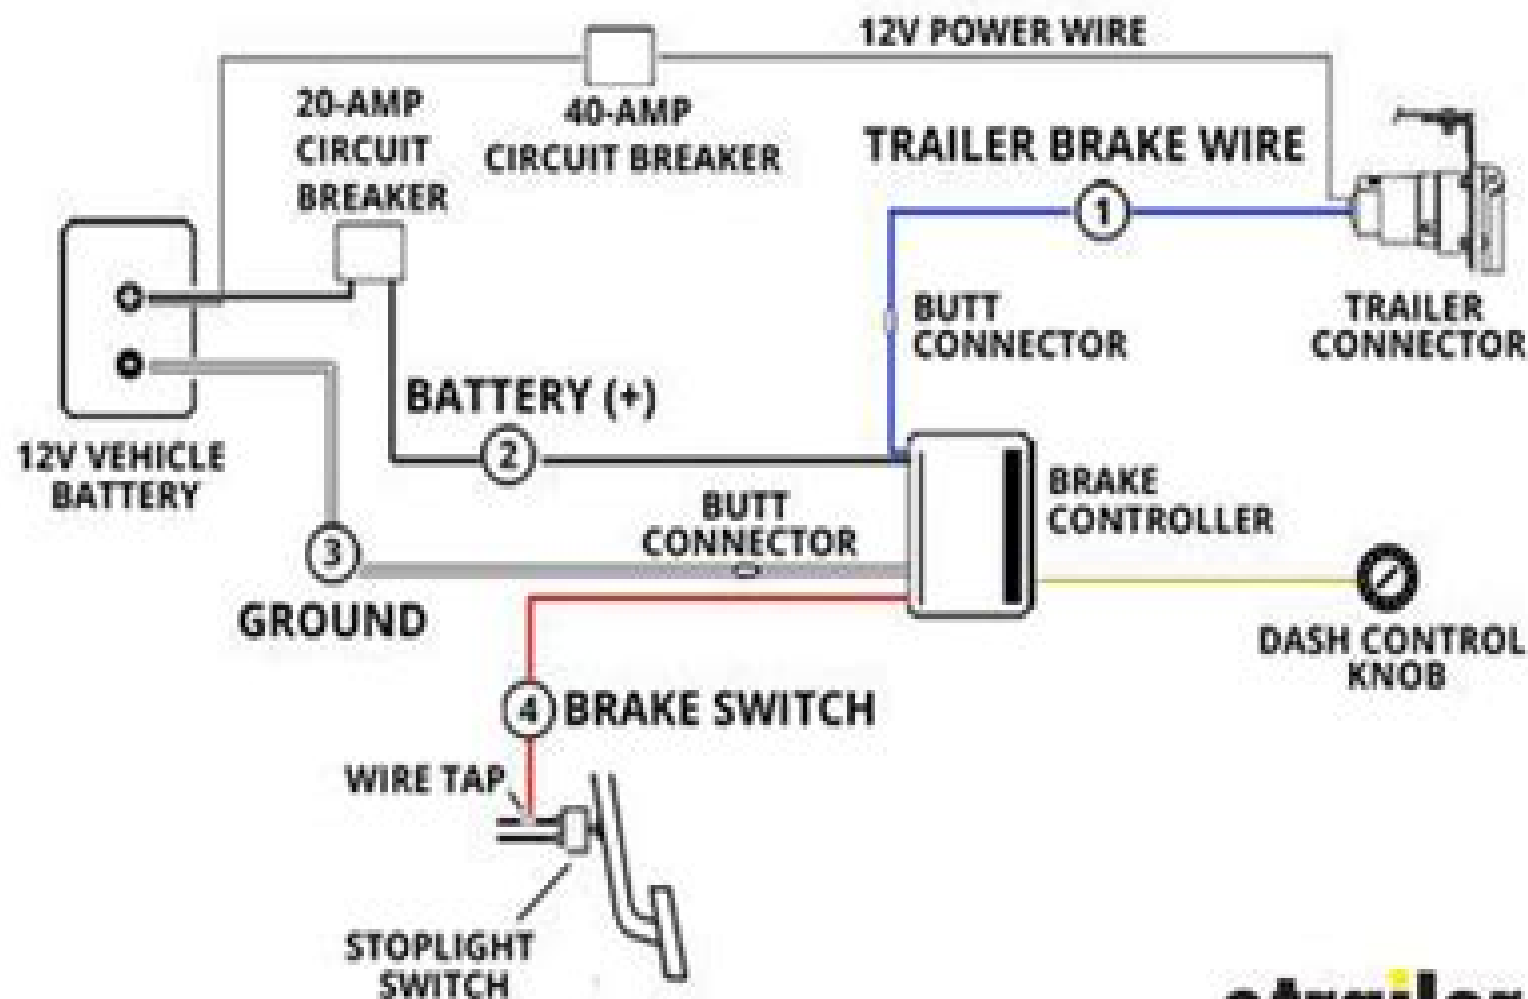 12V POWER WIRE
20-AMP
CIRCUIT
BREAKER
40-AMP
CIRCUIT BREAKER
TRAILER BRAKE WIRE
1
BUTT
CONNECTOR
TRAILER
CONNECTOR
BATTERY (+)
2
12V VEHICLE
BATTERY
BUTT
CONNECTOR
BRAKE
CONTROLLER
3
GROUND
DASH CONTROL
KNOB
4
BRAKE SWITCH
WIRE TAP
STOPLIGHT
SWITCH